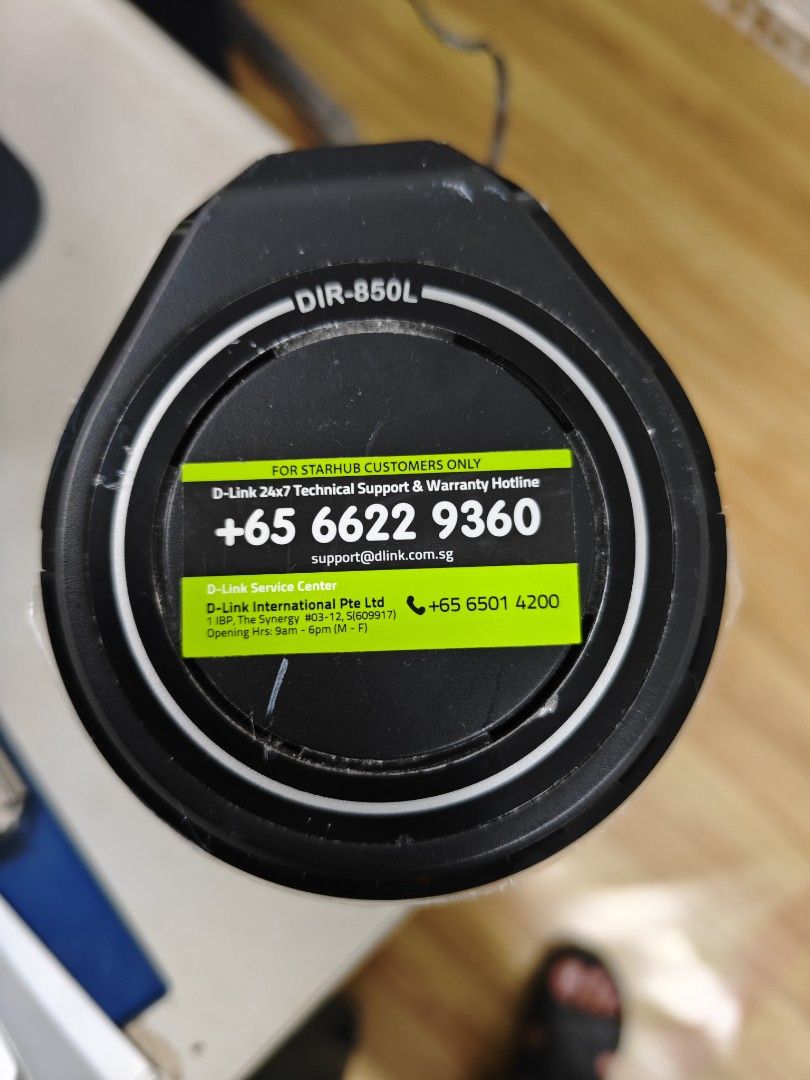 DIR-850L
FOR STARHUB CUSTOMERS ONLY
D-Link 24x7 Technical Support & Warranty Hotline
+65 6622 9360
support@dlink.com.sg
D-Link Service Center
D-Link International Pte Ltd
1 IBP, The Synergy #03-12, S(609917)
Opening Hrs: 9am - 6pm (M - F)
+65 6501 4200